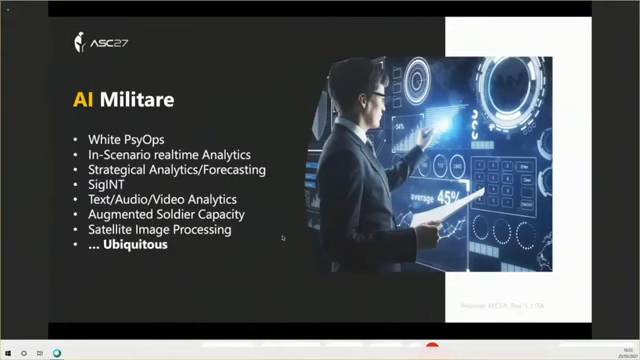 ASC27
AI Militare
White PsyOps
In-Scenario realtime Analytics
Strategical Analytics/Forecasting
SigINT
Text/Audio/Video Analytics
Augmented Soldier Capacity
Satellite Image Processing
... Ubiquitous
-54%
average 45%